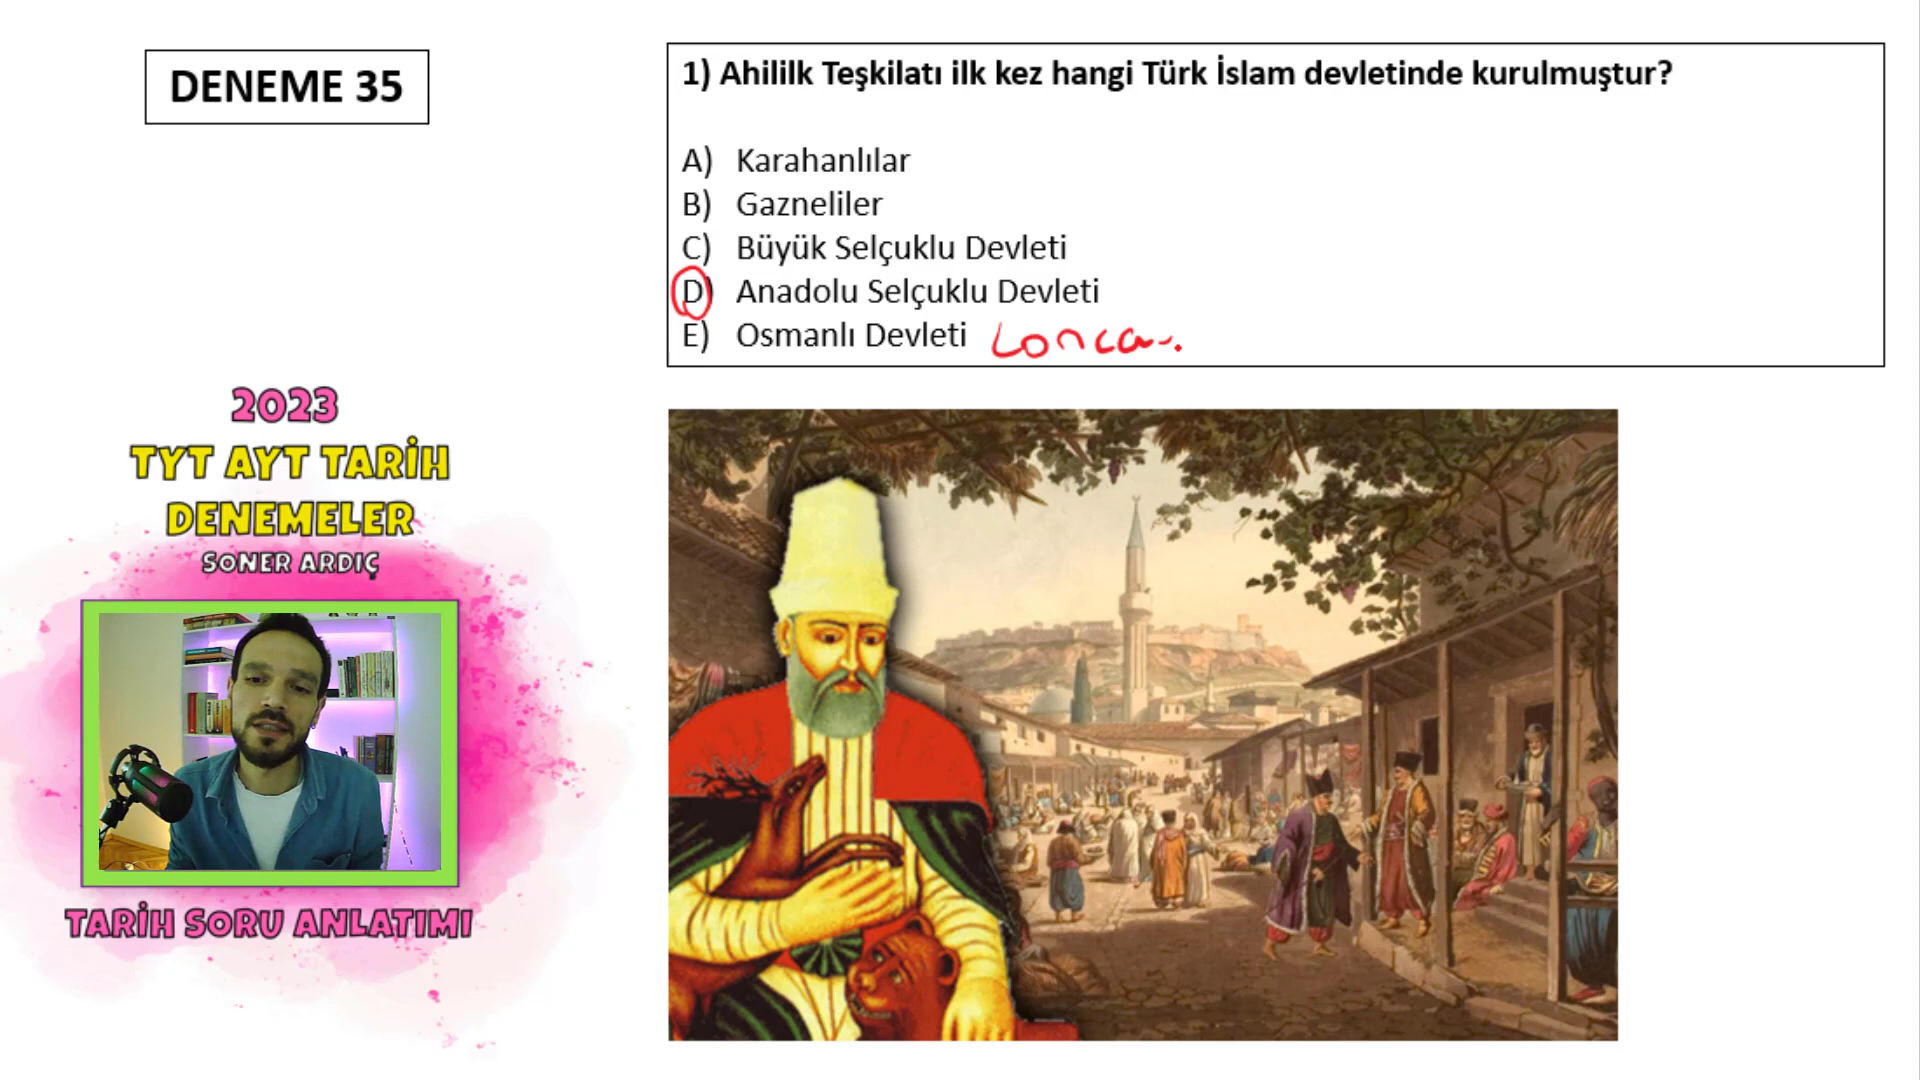 DENEME 35
1) Ahililk Teşkilatı ilk kez hangi Türk İslam devletinde kurulmuştur?
A) Karahanlılar
B) Gazneliler
C) Büyük Selçuklu Devleti
D) Anadolu Selçuklu Devleti
E) Osmanlı Devleti Lonca.
2023
TYT AYT TARİH
DENEMELER
SONER ARDIÇ
TARİH SORU ANLATIMI